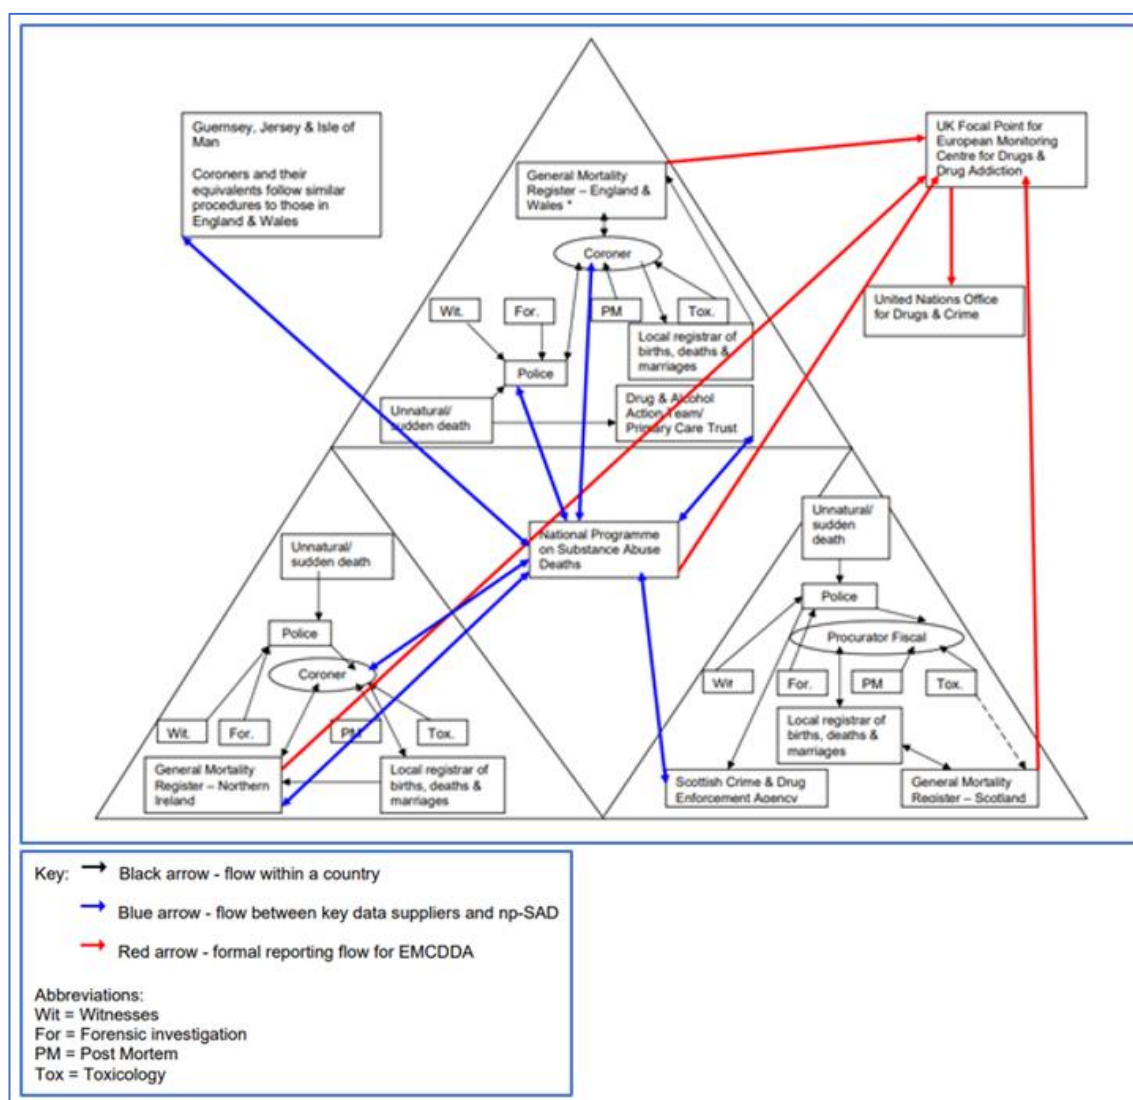 Guernsey, Jersey & Isle of
Man
Coroners and their
equivalents follow similar
procedures to those in
England & Wales
UK Focal Point for
European Monitoring
Centre for Drugs &
Drug Addiction
General Mortality
Register – England &
Wales *
Coroner
United Nations Office
for Drugs & Crime
Wit.
For.
PM
Tox.
Local registrar of
births, deaths &
marriages
Police
Unnatural/
sudden death
Drug & Alcohol
Action Team/
Primary Care Trust
National Programme
on Substance Abuse
Deaths
Unnatural/
sudden death
Police
Coroner
Wit.
For.
PM
Tox.
General Mortality
Register – Northern
Ireland
Local registrar of
births, deaths &
marriages
Unnatural/
sudden
death
Police
Procurator Fiscal
Wit
For.
PM
Tox.
Local registrar of
births, deaths &
marriages
Scottish Crime & Drug
Enforcement Agency
General Mortality
Register – Scotland
Key: Black arrow - flow within a country
Blue arrow - flow between key data suppliers and np-SAD
Red arrow - formal reporting flow for EMCDDA
Abbreviations:
Wit = Witnesses
For = Forensic investigation
PM = Post Mortem
Tox = Toxicology